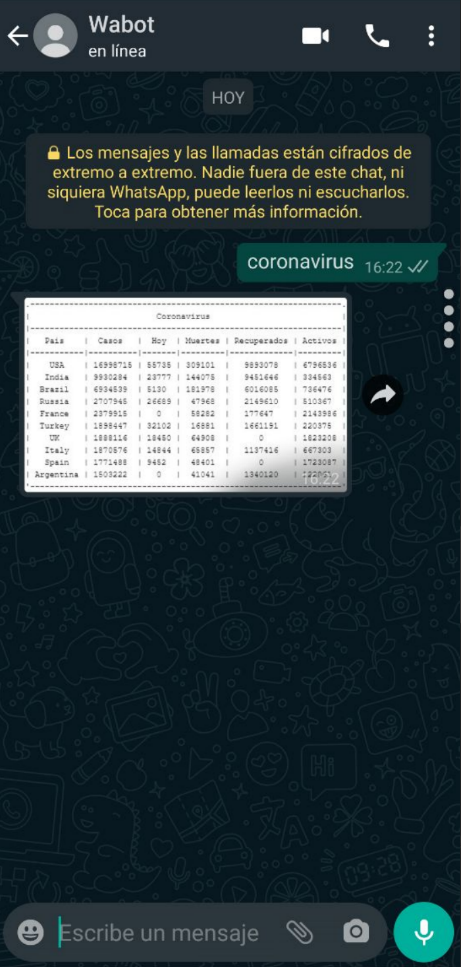 Wabot
en línea
HOY
Los mensajes y las llamadas están cifrados de
extremo a extremo. Nadie fuera de este chat, ni
siquiera WhatsApp, puede leerlos ni escucharlos.
Toca para obtener más información.
coronavirus 16:22
Coronavirus
País | Casos | Hoy | Muertes | Recuperados | Activos
USA | 16998715 | 55735 | 309101 | 9893078 | 6796536
India | 9930284 | 23777 | 144075 | 9451646 | 334563
Brazil | 6934539 | 5130 | 181978 | 6016085 | 736476
Russia | 2707945 | 26689 | 47968 | 2149610 | 510367
France | 2379915 | 0 | 58282 | 177647 | 2143986
Turkey | 1898447 | 32102 | 16881 | 1661191 | 220375
UK | 1888116 | 18450 | 64908 | 0 | 1823208
Italy | 1870576 | 14844 | 65857 | 1137416 | 667303
Spain | 1771488 | 9452 | 48401 | 0 | 1723087
Argentina | 1503222 | 0 | 41041 | 1340120 |
16:22
Escribe un mensaje